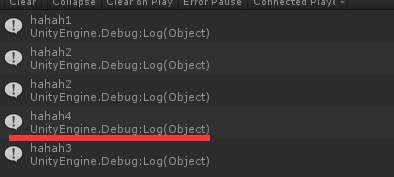 Clear Collapse Clear on Play Error Pause Connected Playe
hahah1
UnityEngine.Debug:Log(Object)
hahah2
UnityEngine.Debug:Log(Object)
hahah2
UnityEngine.Debug:Log(Object)
hahah4
UnityEngine.Debug:Log(Object)
hahah3
UnityEngine.Debug:Log(Object)